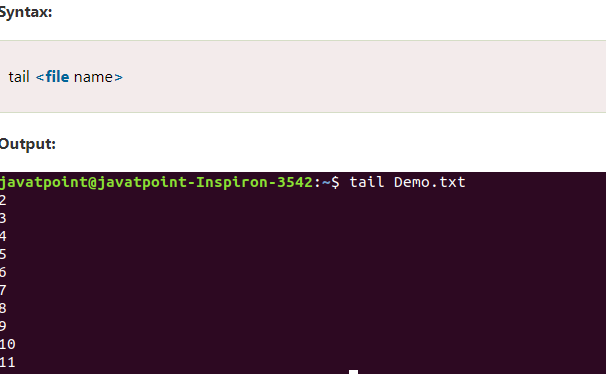 Syntax:
tail <file name>
Output:
javatpoint@javatpoint-Inspiron-3542:~$ tail Demo.txt
2
3
4
5
6
7
8
9
10
11